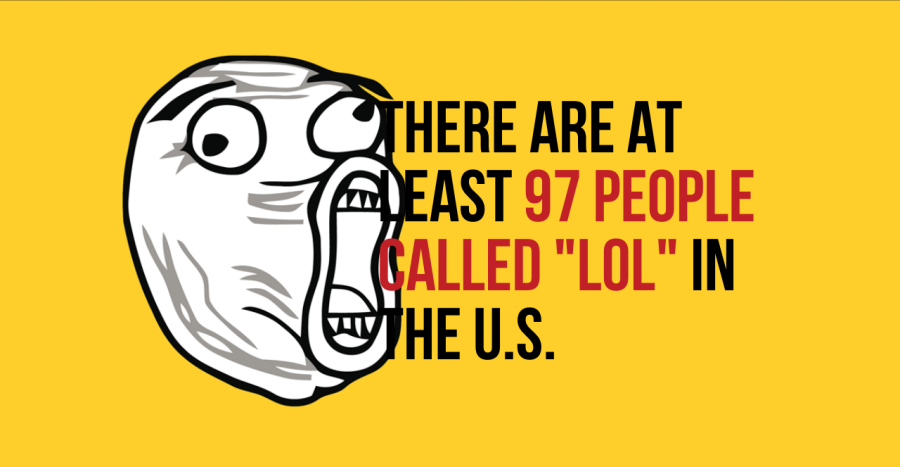 THERE ARE AT
LEAST 97 PEOPLE
CALLED "LOL" IN
THE U.S.